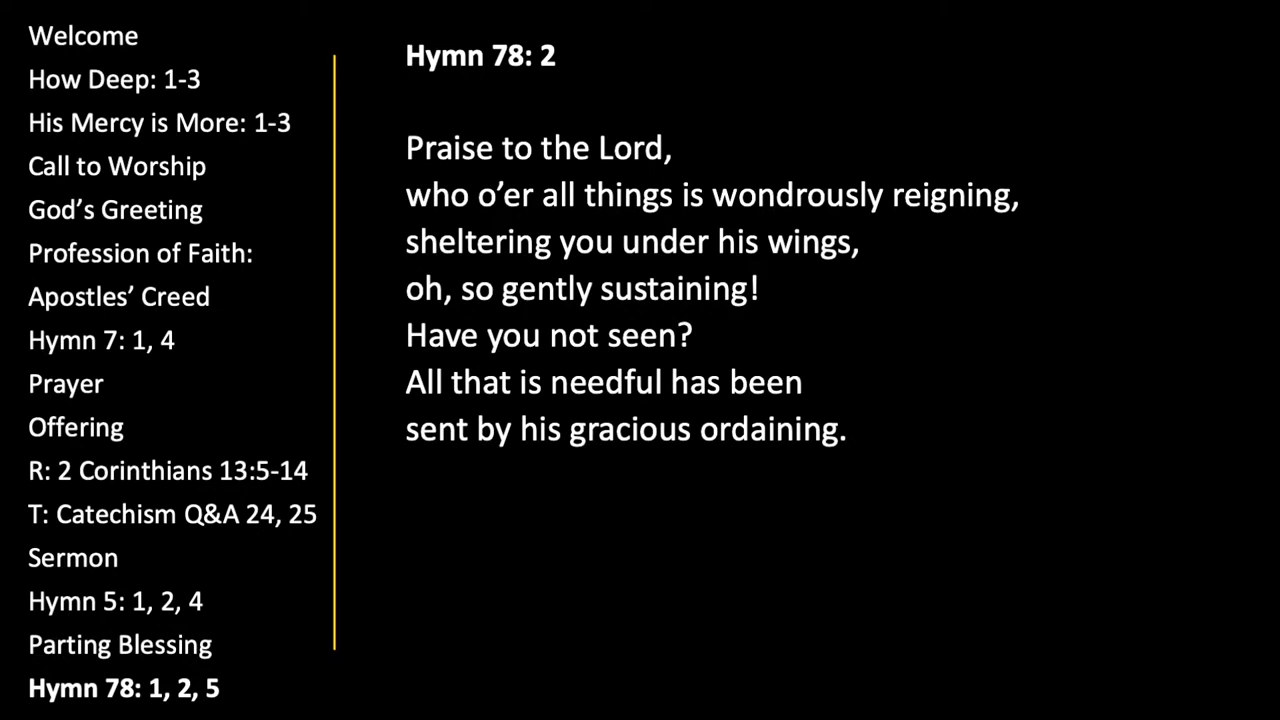 Welcome
How Deep: 1-3
His Mercy is More: 1-3
Call to Worship
God’s Greeting
Profession of Faith:
Apostles’ Creed
Hymn 7: 1, 4
Prayer
Offering
R: 2 Corinthians 13:5-14
T: Catechism Q&A 24, 25
Sermon
Hymn 5: 1, 2, 4
Parting Blessing
Hymn 78: 1, 2, 5
Hymn 78: 2
Praise to the Lord,
who o’er all things is wondrously reigning,
sheltering you under his wings,
oh, so gently sustaining!
Have you not seen?
All that is needful has been
sent by his gracious ordaining.